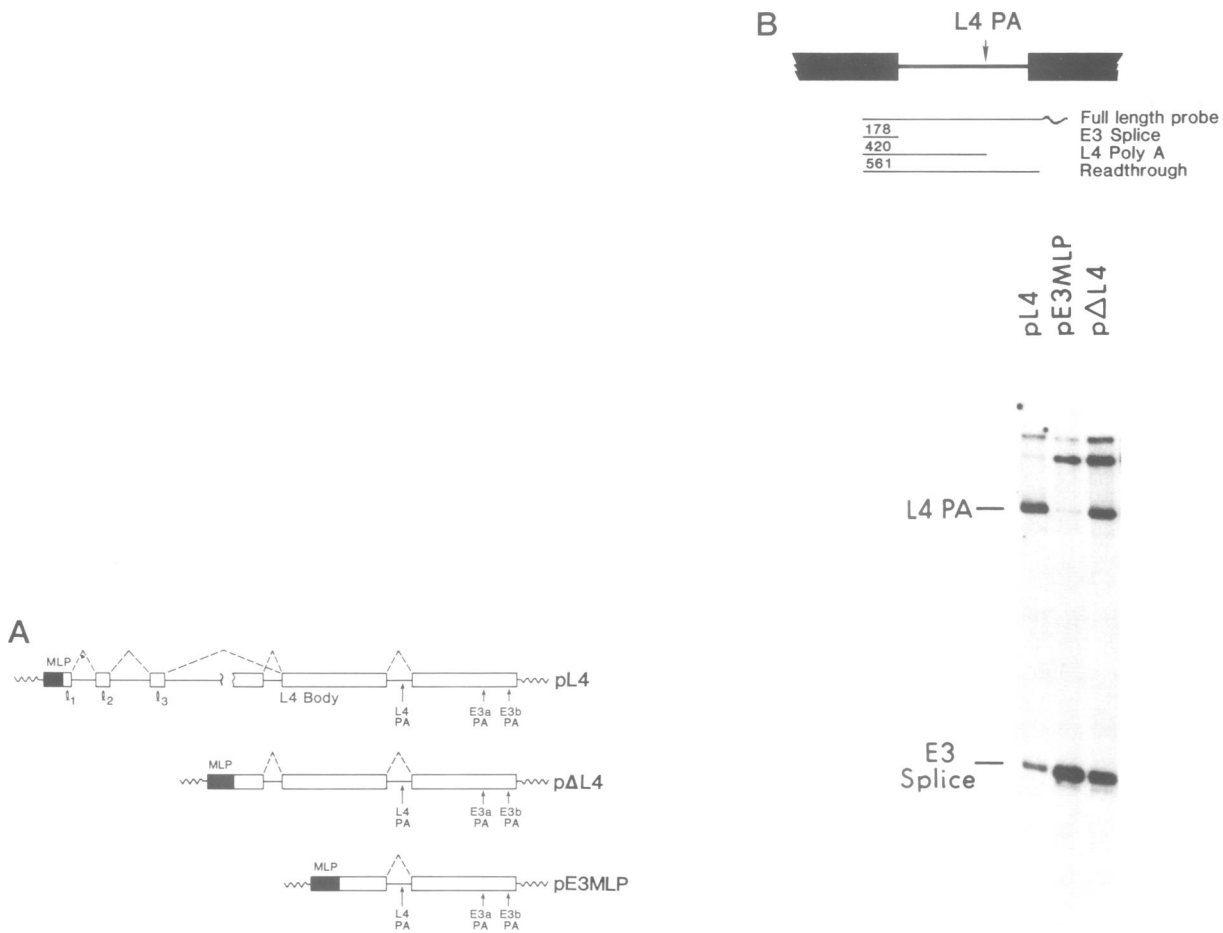 A
MLP
ℓ1 ℓ2 ℓ3
L4 Body
L4 PA
E3a PA
E3b PA
pL4
MLP
L4 PA
E3a PA
E3b PA
pΔL4
MLP
L4 PA
E3a PA
E3b PA
pE3MLP
B
L4 PA
Full length probe
178 E3 Splice
420 L4 Poly A
561 Readthrough
pL4
pE3MLP
pΔL4
L4 PA
E3
Splice